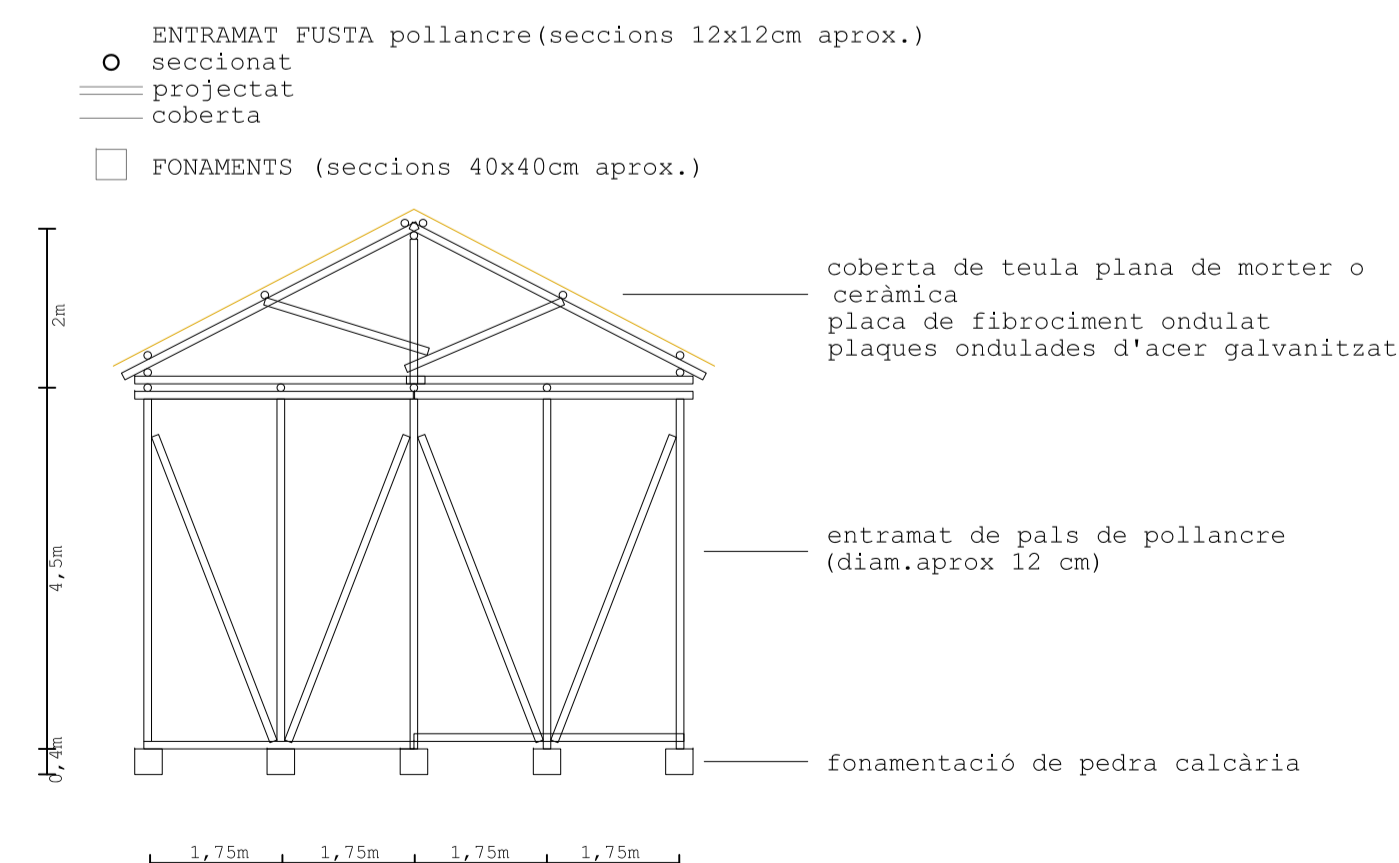 ENTRAMAT FUSTA pollancre(seccions 12x12cm aprox.)
seccionat
projectat
coberta
FONAMENTS (seccions 40x40cm aprox.)
2m
coberta de teula plana de morter o
ceràmica
placa de fibrociment ondulat
plaques ondulades d'acer galvanitzat
4,5m
entramat de pals de pollancre
(diam.aprox 12 cm)
0,4m
fonamentació de pedra calcària
1,75m 1,75m 1,75m 1,75m